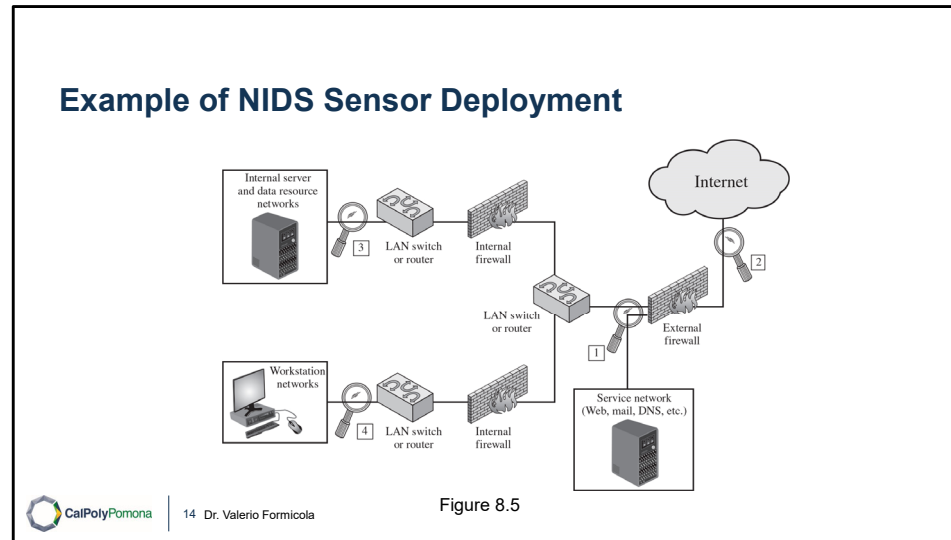 Example of NIDS Sensor Deployment
Internal server
and data resource
networks
3
LAN switch
or router
Internal
firewall
Internet
2
LAN switch
or router
1
External
firewall
Workstation
networks
4
LAN switch
or router
Internal
firewall
Service network
(Web, mail, DNS, etc.)
CalPolyPomona
14 Dr. Valerio Formicola
Figure 8.5